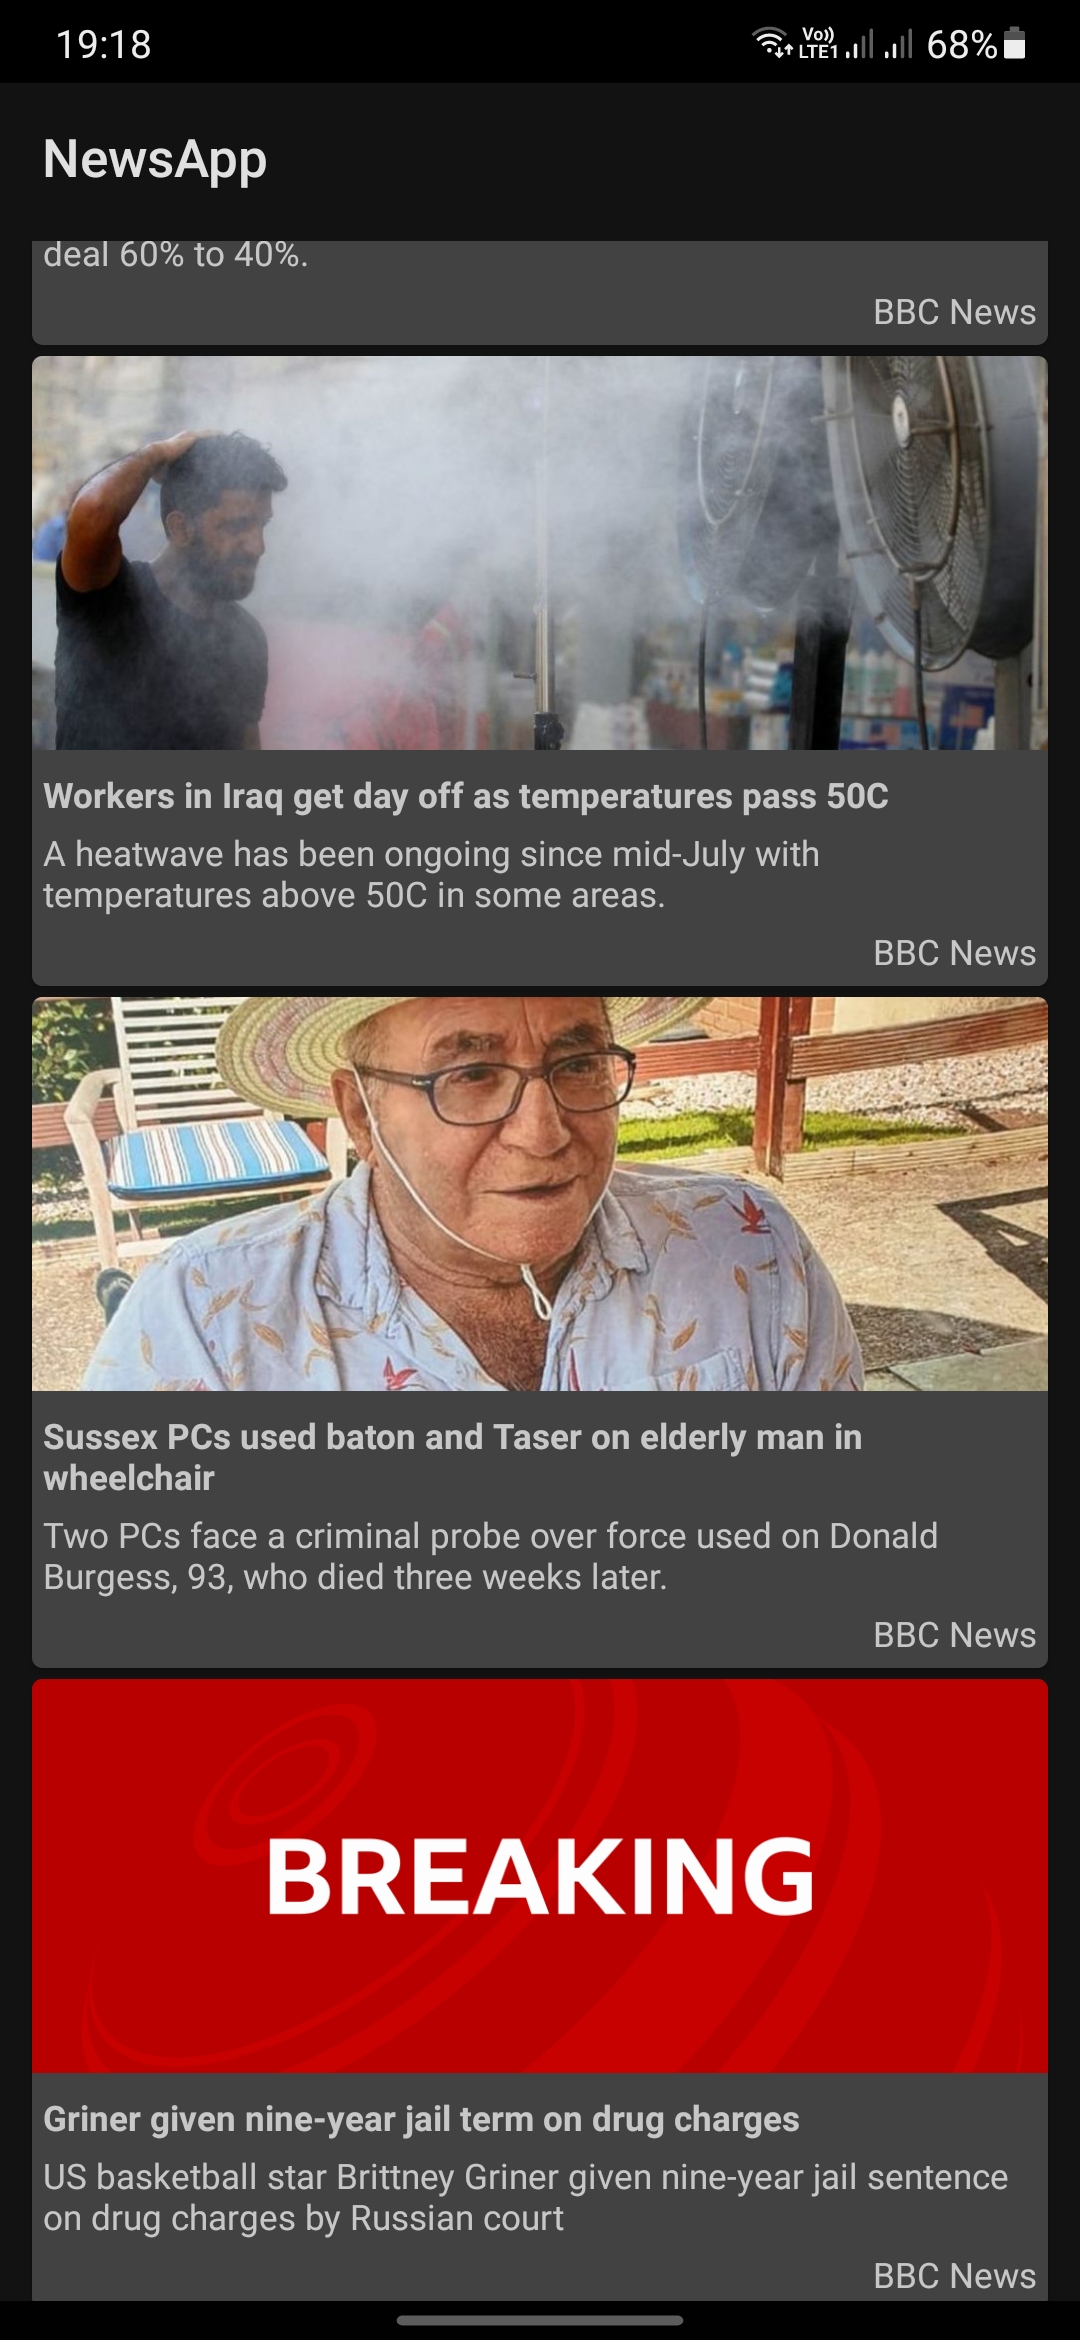 19:18
Vo))
LTE1
68%
NewsApp
deal 60% to 40%.
BBC News
Workers in Iraq get day off as temperatures pass 50C
A heatwave has been ongoing since mid-July with
temperatures above 50C in some areas.
BBC News
Sussex PCs used baton and Taser on elderly man in
wheelchair
Two PCs face a criminal probe over force used on Donald
Burgess, 93, who died three weeks later.
BBC News
BREAKING
Griner given nine-year jail term on drug charges
US basketball star Brittney Griner given nine-year jail sentence
on drug charges by Russian court
BBC News